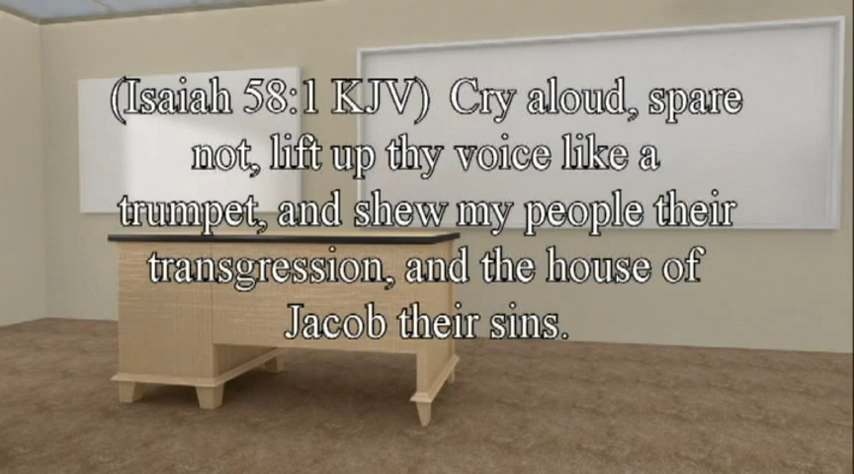 (Isaiah 58:1 KJV)  Cry aloud, spare
not, lift up thy voice like a
trumpet, and shew my people their
transgression, and the house of
Jacob their sins.